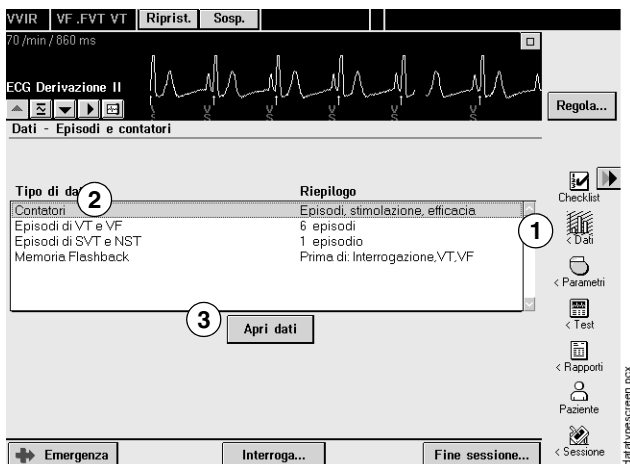 VVIR VF .FVT VT Riprist. Sosp.
70 /min / 860 ms
ECG Derivazione II
V S V S V S V S V S V S
Regola...
Dati - Episodi e contatori
Tipo di da Riepilogo
2
Contatori Episodi, stimolazione, efficacia
Episodi di VT e VF 6 episodi
Episodi di SVT e NST 1 episodio
Memoria Flashback Prima di: Interrogazione,VT,VF
1
3
Apri dati
Checklist
< Dati
< Parametri
< Test
< Rapporti
Paziente
< Sessione
Emergenza Interroga... Fine sessione...
datatypescreen.pcx